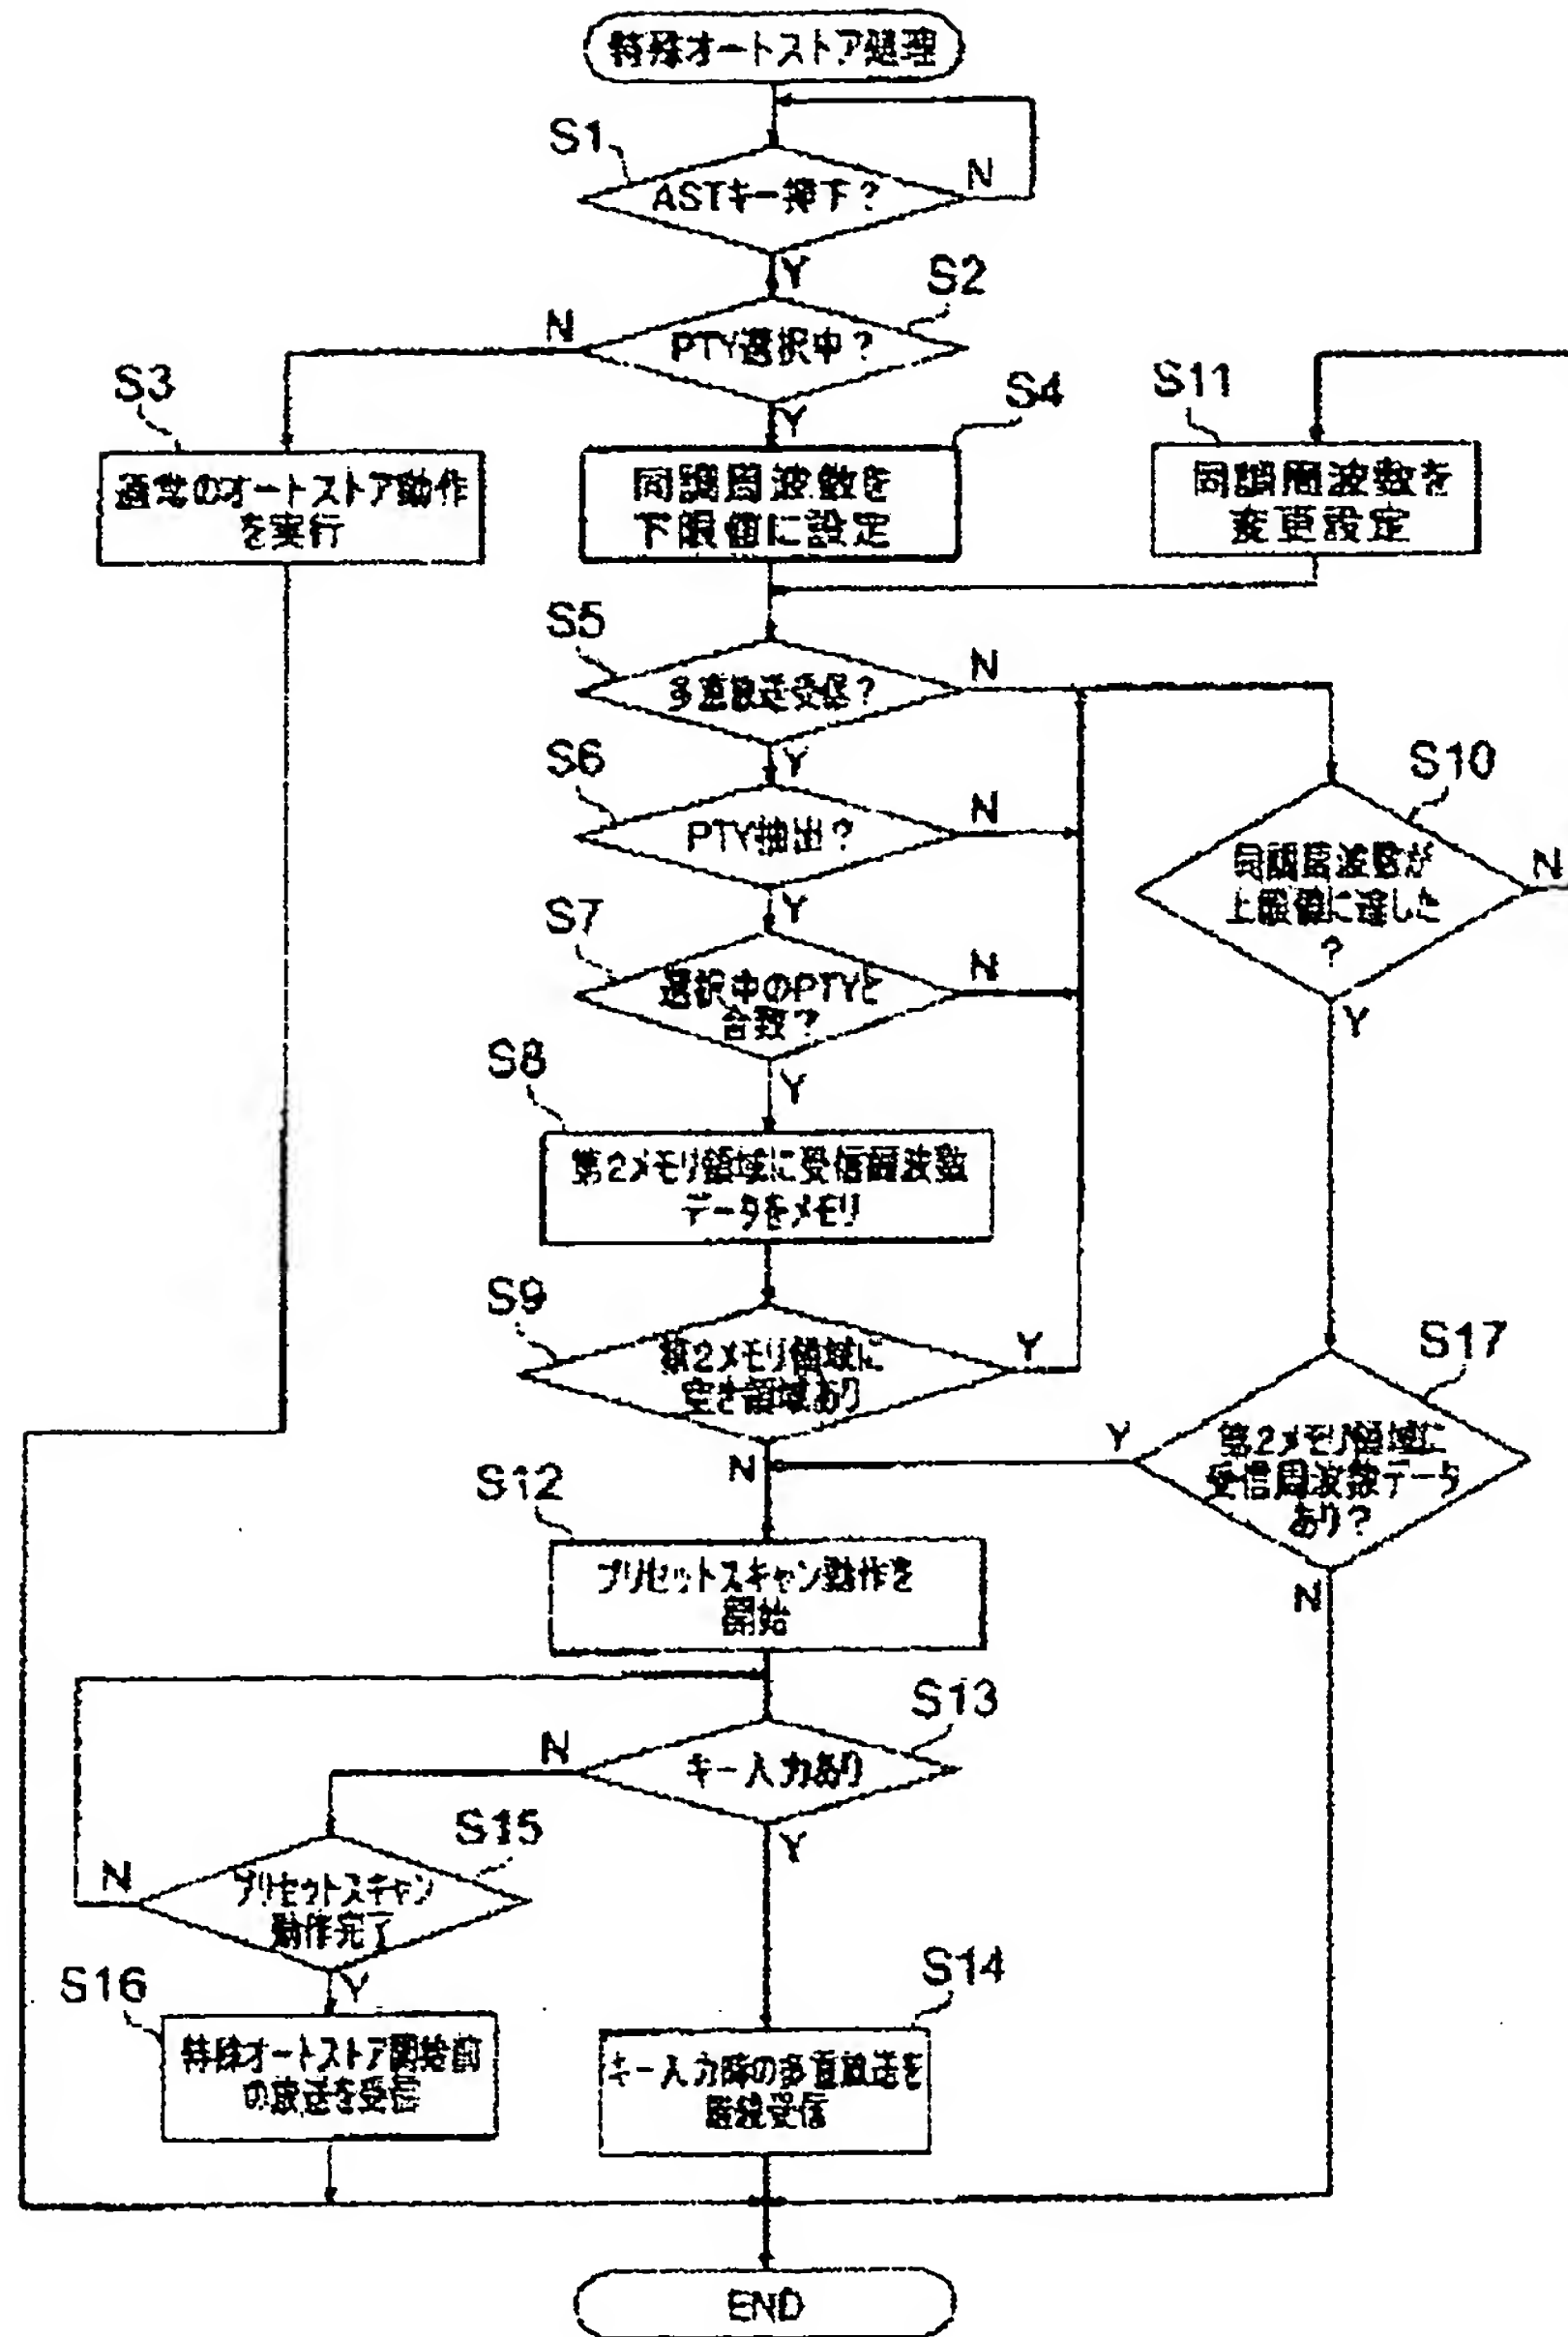 特殊オートストア処理
S1
ASTキー押下?
N
Y
S2
PTY選択中?
N
Y
S3
通常のオートストア動作
を実行
S4
同調周波数を
下限値に設定
S11
同調周波数を
変更設定
S5
多重放送受信?
N
Y
S6
PTY抽出?
N
Y
S10
同調周波数が
上限値に達した
?
N
Y
S7
選択中のPTYと
合致?
N
Y
S8
第2メモリ領域に受信周波数
データをメモリ
S9
第2メモリ領域に
空き領域あり
Y
N
S17
第2メモリ領域に
受信周波数データ
あり?
Y
N
S12
プリセットスキャン動作を
開始
S13
キー入力あり
N
Y
S15
プリセットスキャン
動作完了
N
Y
S16
特殊オートストア開始前
の放送を受信
S14
キー入力時の多重放送を
継続受信
END